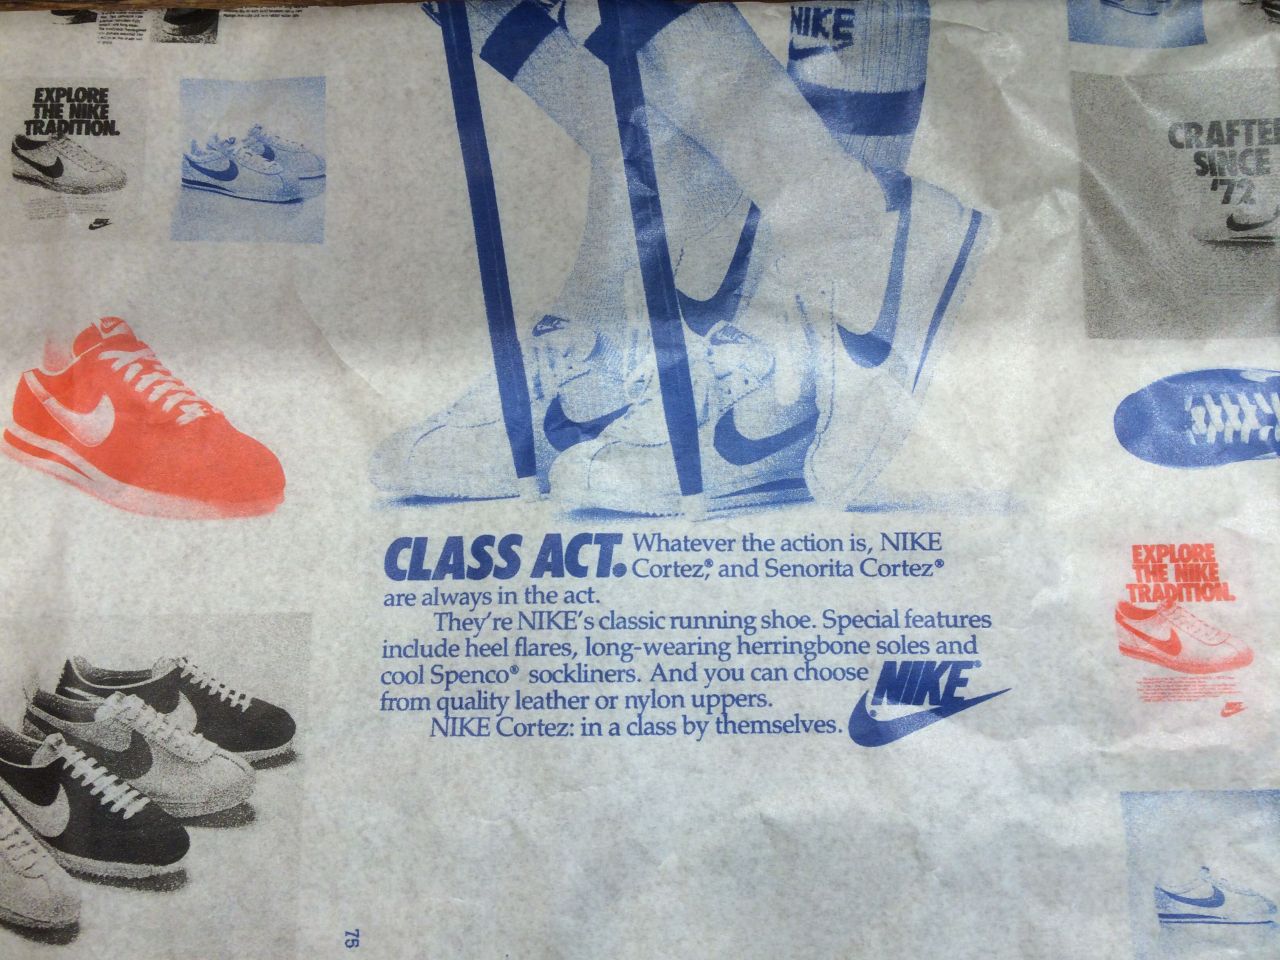 EXPLORE
THE NIKE
TRADITION.
NIKE
CRAFTE
SINCE
'72
CLASS ACT. Whatever the action is, NIKE
Cortez®, and Senorita Cortez®
are always in the act.
They're NIKE's classic running shoe. Special features
include heel flares, long-wearing herringbone soles and
cool Spenco® sockliners. And you can choose
from quality leather or nylon uppers.
NIKE Cortez: in a class by themselves.
NIKE®
EXPLORE
THE NIKE
TRADITION.
75